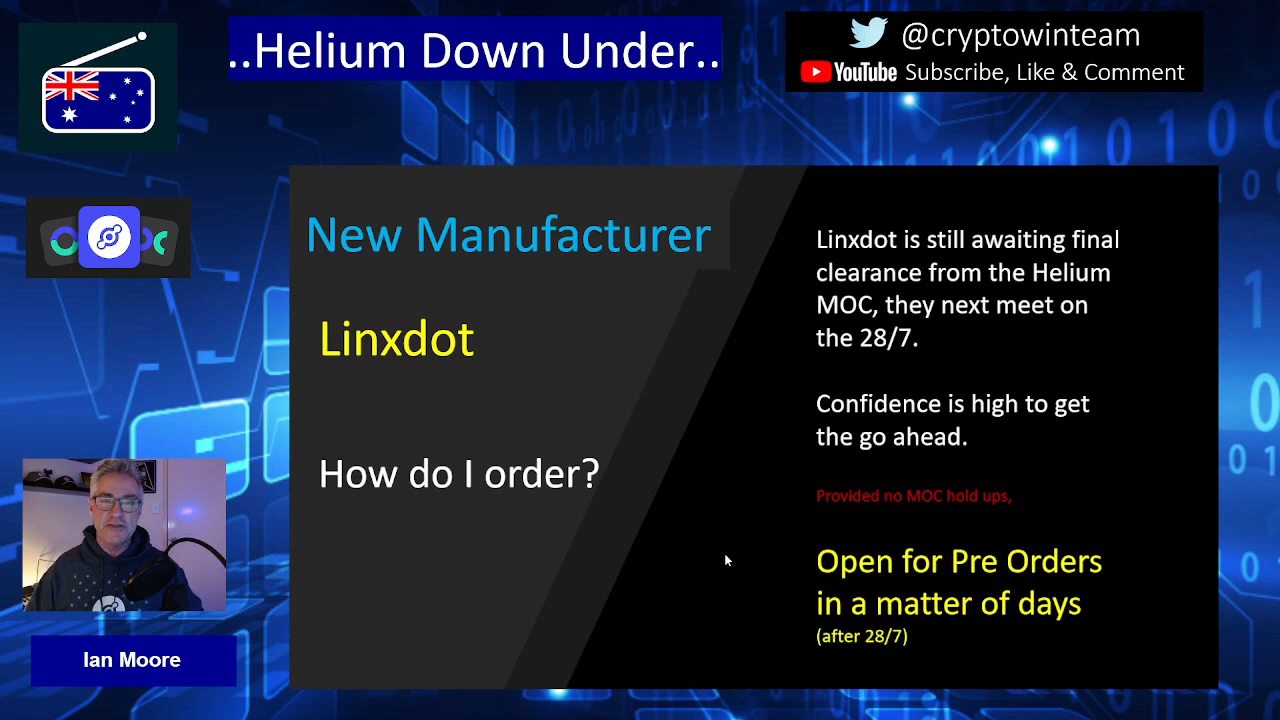 ..Helium Down Under..
@cryptowinteam
YouTube Subscribe, Like & Comment
New Manufacturer
Linxdot
How do I order?
Linxdot is still awaiting final
clearance from the Helium
MOC, they next meet on
the 28/7.
Confidence is high to get
the go ahead.
Provided no MOC hold ups,
Open for Pre Orders
in a matter of days
(after 28/7)
Ian Moore